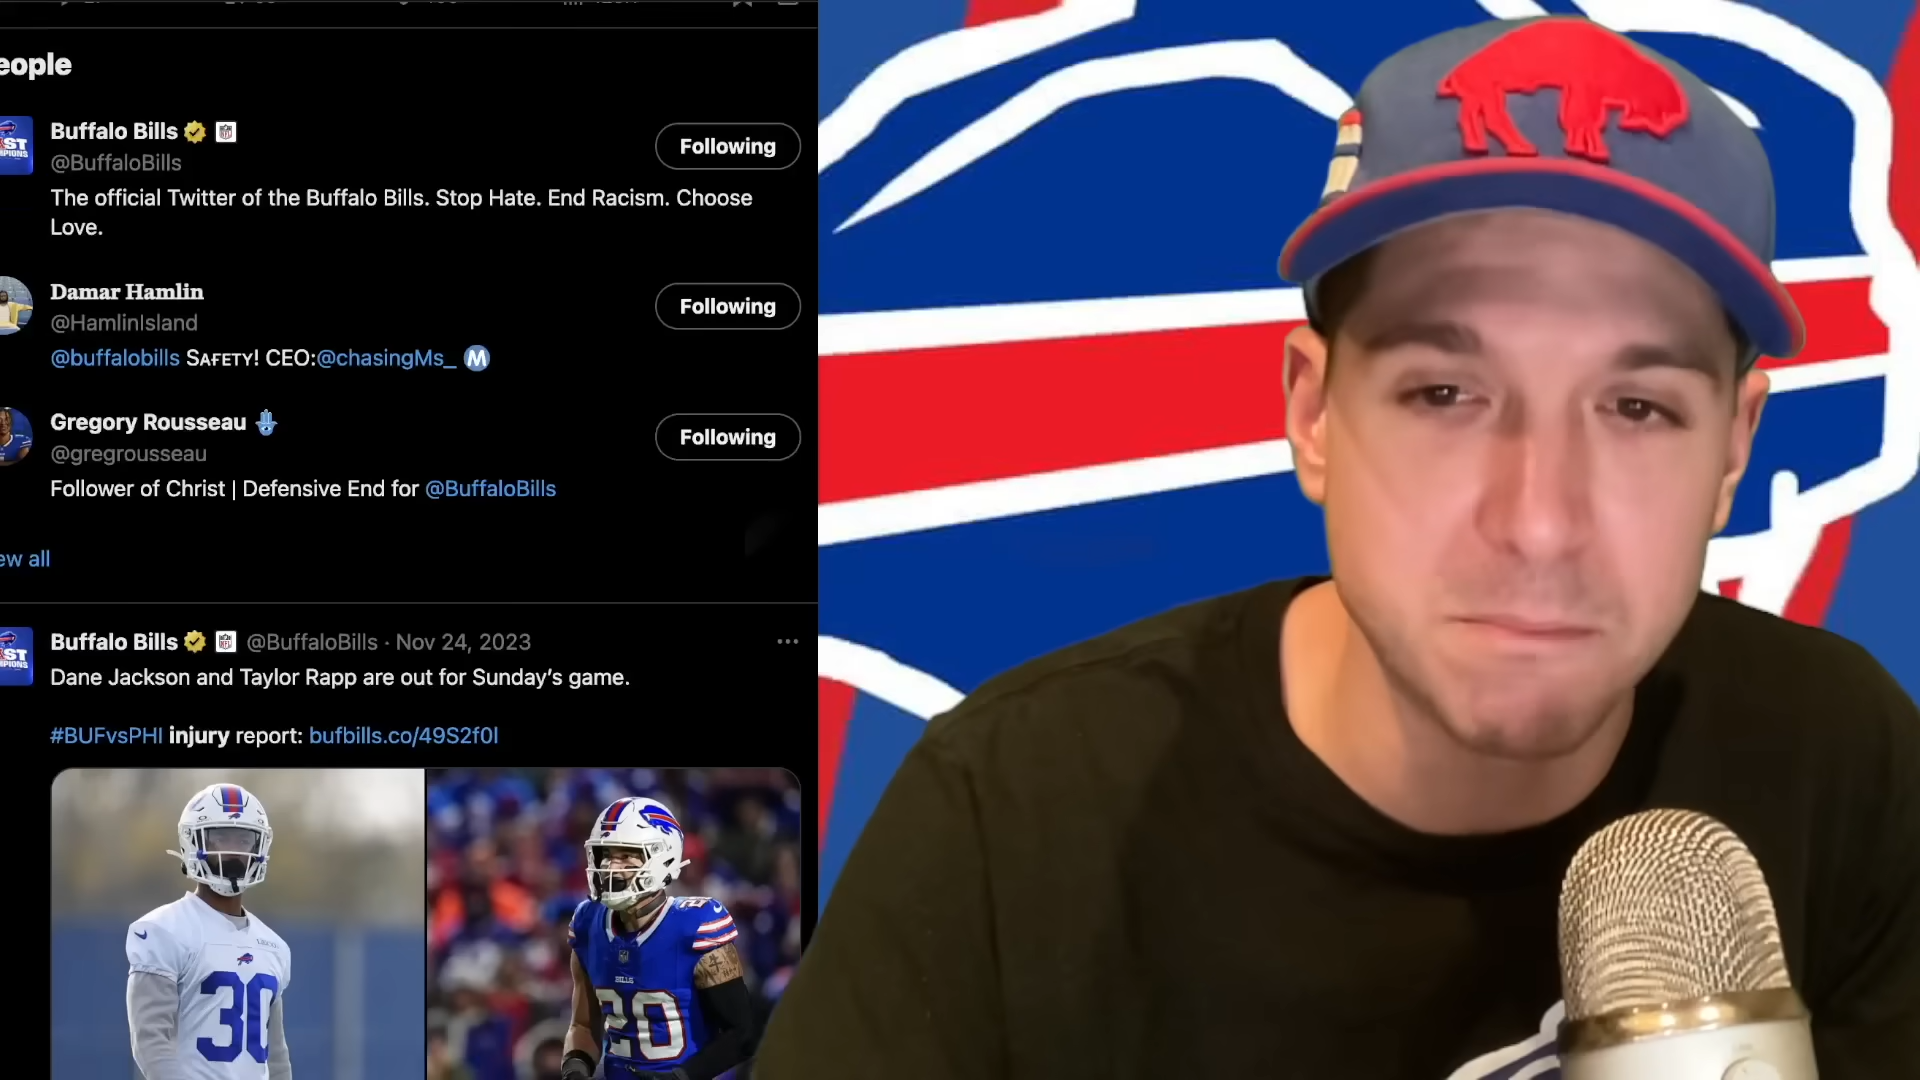 eople
Buffalo Bills
@BuffaloBills
Following
The official Twitter of the Buffalo Bills. Stop Hate. End Racism. Choose
Love.
Damar Hamlin
@HamlinIsland
Following
@buffalobills Sᴀꜰᴇᴛʏ! CEO:@chasingMs_ M
Gregory Rousseau
@gregrousseau
Following
Follower of Christ | Defensive End for @BuffaloBills
ew all
Buffalo Bills @BuffaloBills · Nov 24, 2023
Dane Jackson and Taylor Rapp are out for Sunday’s game.
#BUFvsPHI injury report: bufbills.co/49S2f0I
30
20
BILLS